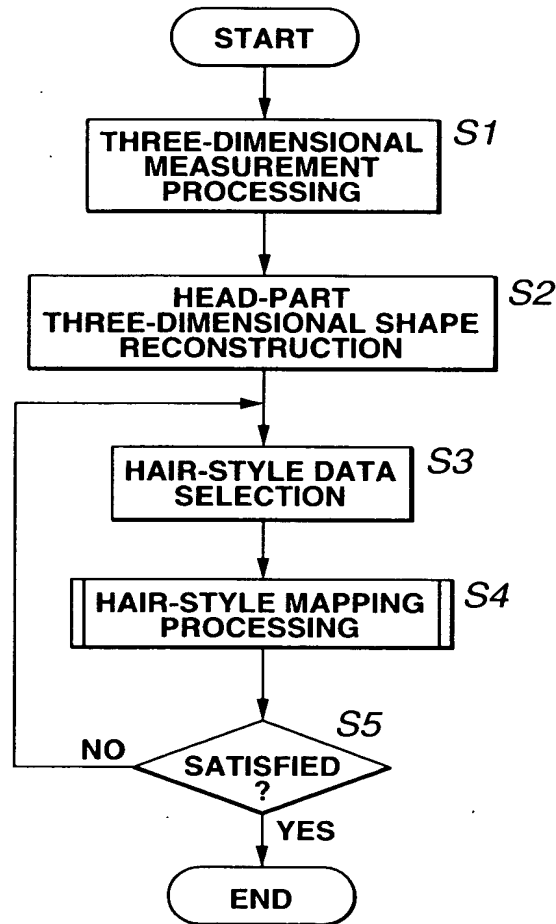 START
S1
THREE-DIMENSIONAL
MEASUREMENT
PROCESSING
S2
HEAD-PART
THREE-DIMENSIONAL SHAPE
RECONSTRUCTION
S3
HAIR-STYLE DATA
SELECTION
S4
HAIR-STYLE MAPPING
PROCESSING
S5
NO
SATISFIED
?
YES
END